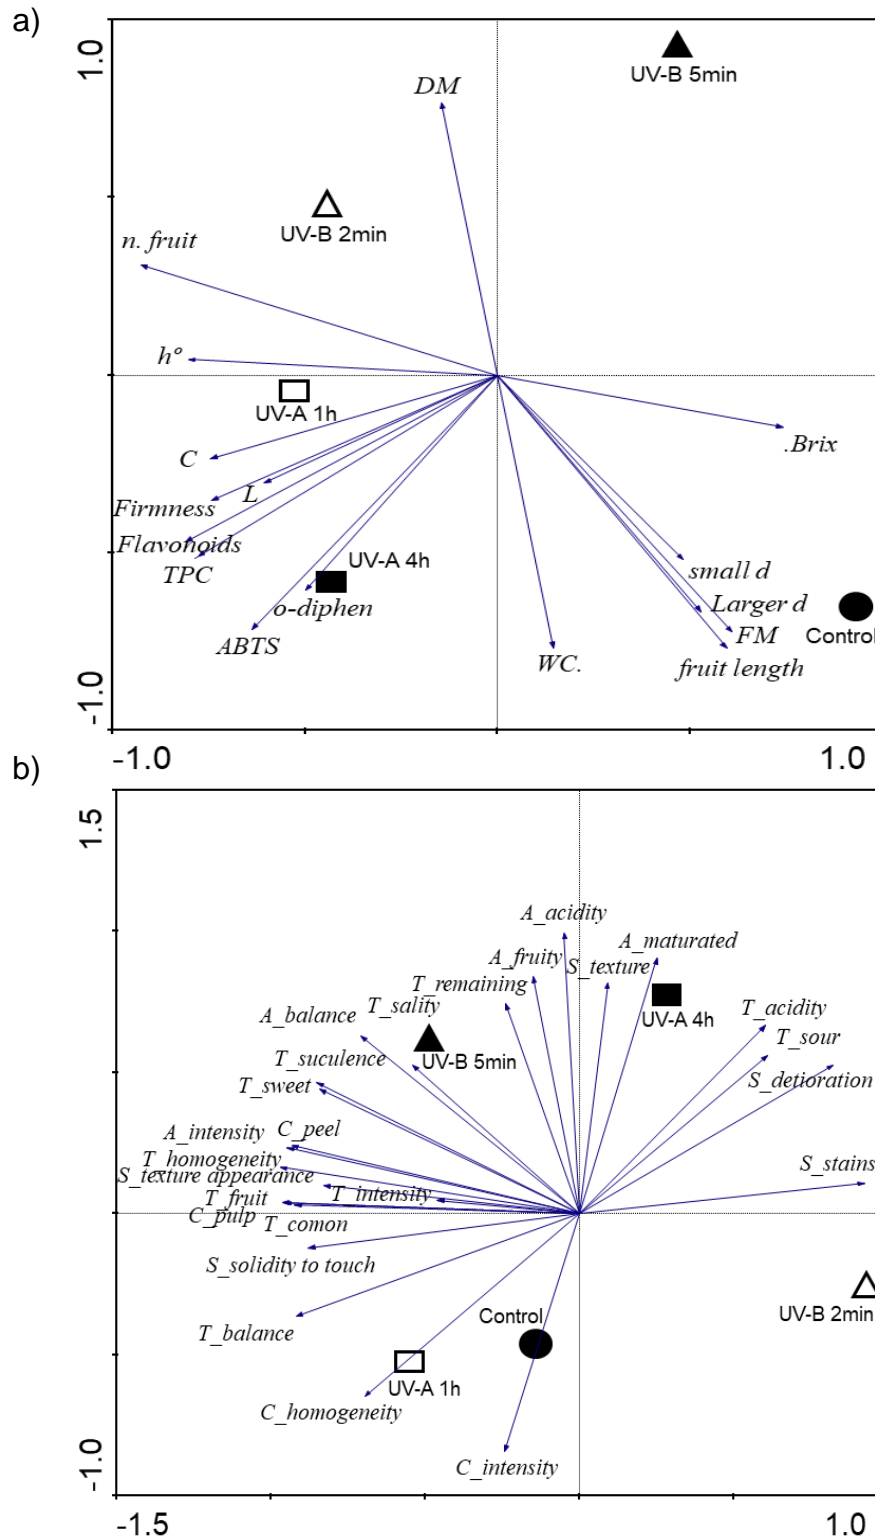 a)
1.0
UV-B 5min
DM
UV-B 2min
n. fruit
hº
UV-A 1h
.Brix
C
L
Firmness
Flavonoids
UV-A 4h
TPC
small d
o-diphen
Larger d
ABTS
WC.
FM
Control
fruit length
-1.0
-1.0
1.0
b)
1.5
A_acidity
A_maturated
A_fruity
S_texture
T_remaining
T_sality
A_balance
UV-A 4h
T_acidity
T_sour
UV-B 5min
T_suculence
T_sweet
S_detioration
A_intensity
C_peel
T_homogeneity
S_stains
S_texture appearance
T_fruit
T_intensity
C_pulp
T_comon
S_solidity to touch
UV-B 2min
Control
T_balance
UV-A 1h
C_homogeneity
C_intensity
-1.0
-1.5
1.0